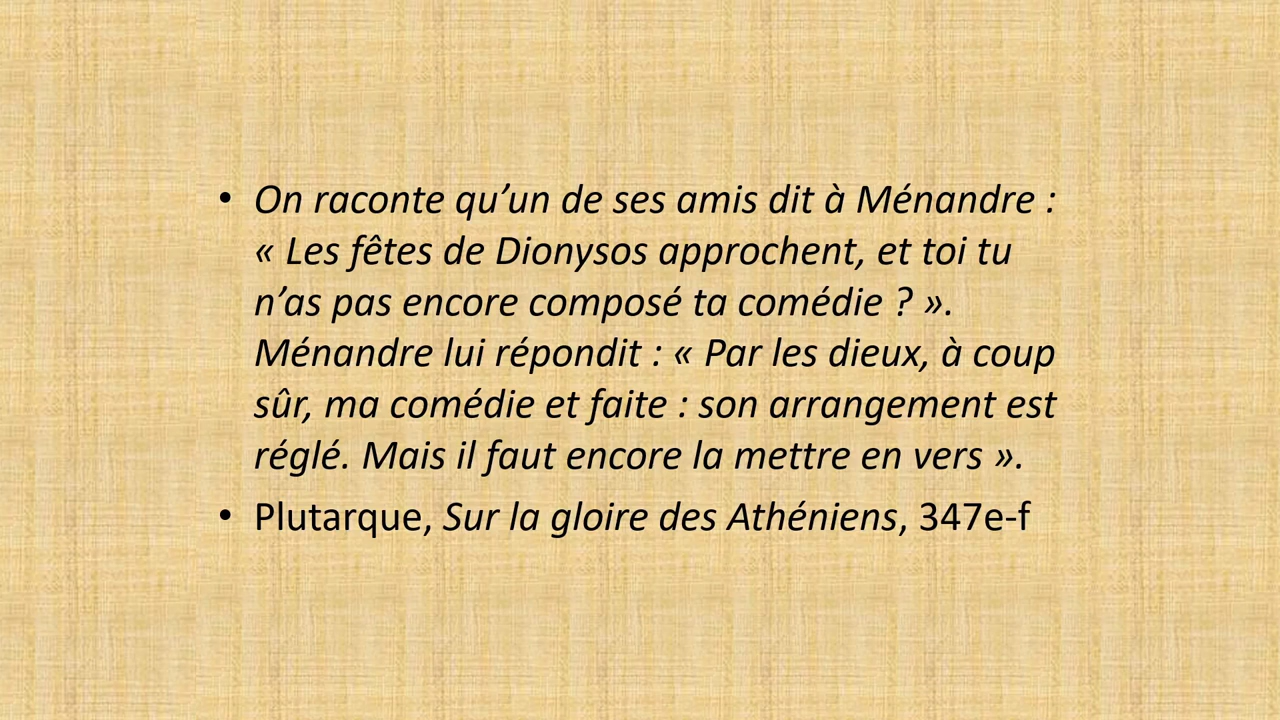 • On raconte qu’un de ses amis dit à Ménandre :
« Les fêtes de Dionysos approchent, et toi tu
n’as pas encore composé ta comédie ? ».
Ménandre lui répondit : « Par les dieux, à coup
sûr, ma comédie et faite : son arrangement est
réglé. Mais il faut encore la mettre en vers ».
• Plutarque, Sur la gloire des Athéniens, 347e-f